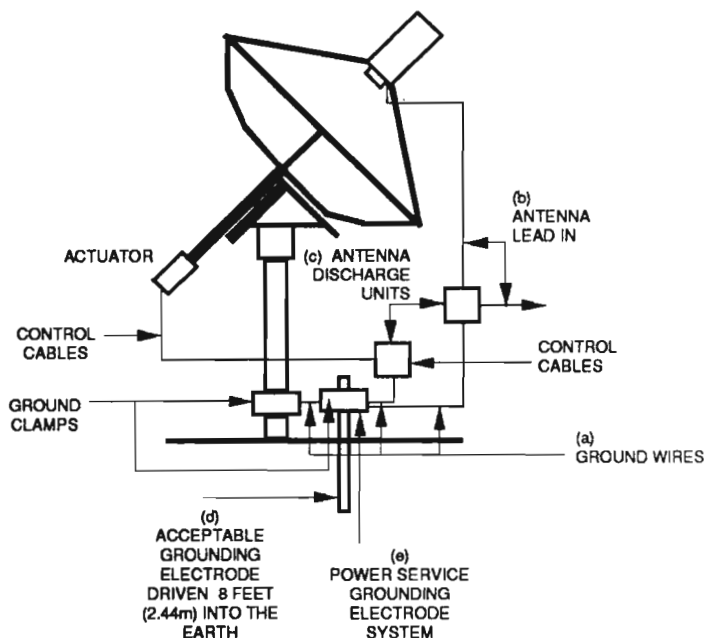 (b)
ANTENNA
LEAD IN
ACTUATOR
(c) ANTENNA
DISCHARGE
UNITS
CONTROL
CABLES
CONTROL
CABLES
GROUND
CLAMPS
(a)
GROUND WIRES
(d)
ACCEPTABLE
GROUNDING
ELECTRODE
DRIVEN 8 FEET
(2.44m) INTO THE
EARTH
(e)
POWER SERVICE
GROUNDING
ELECTRODE
SYSTEM